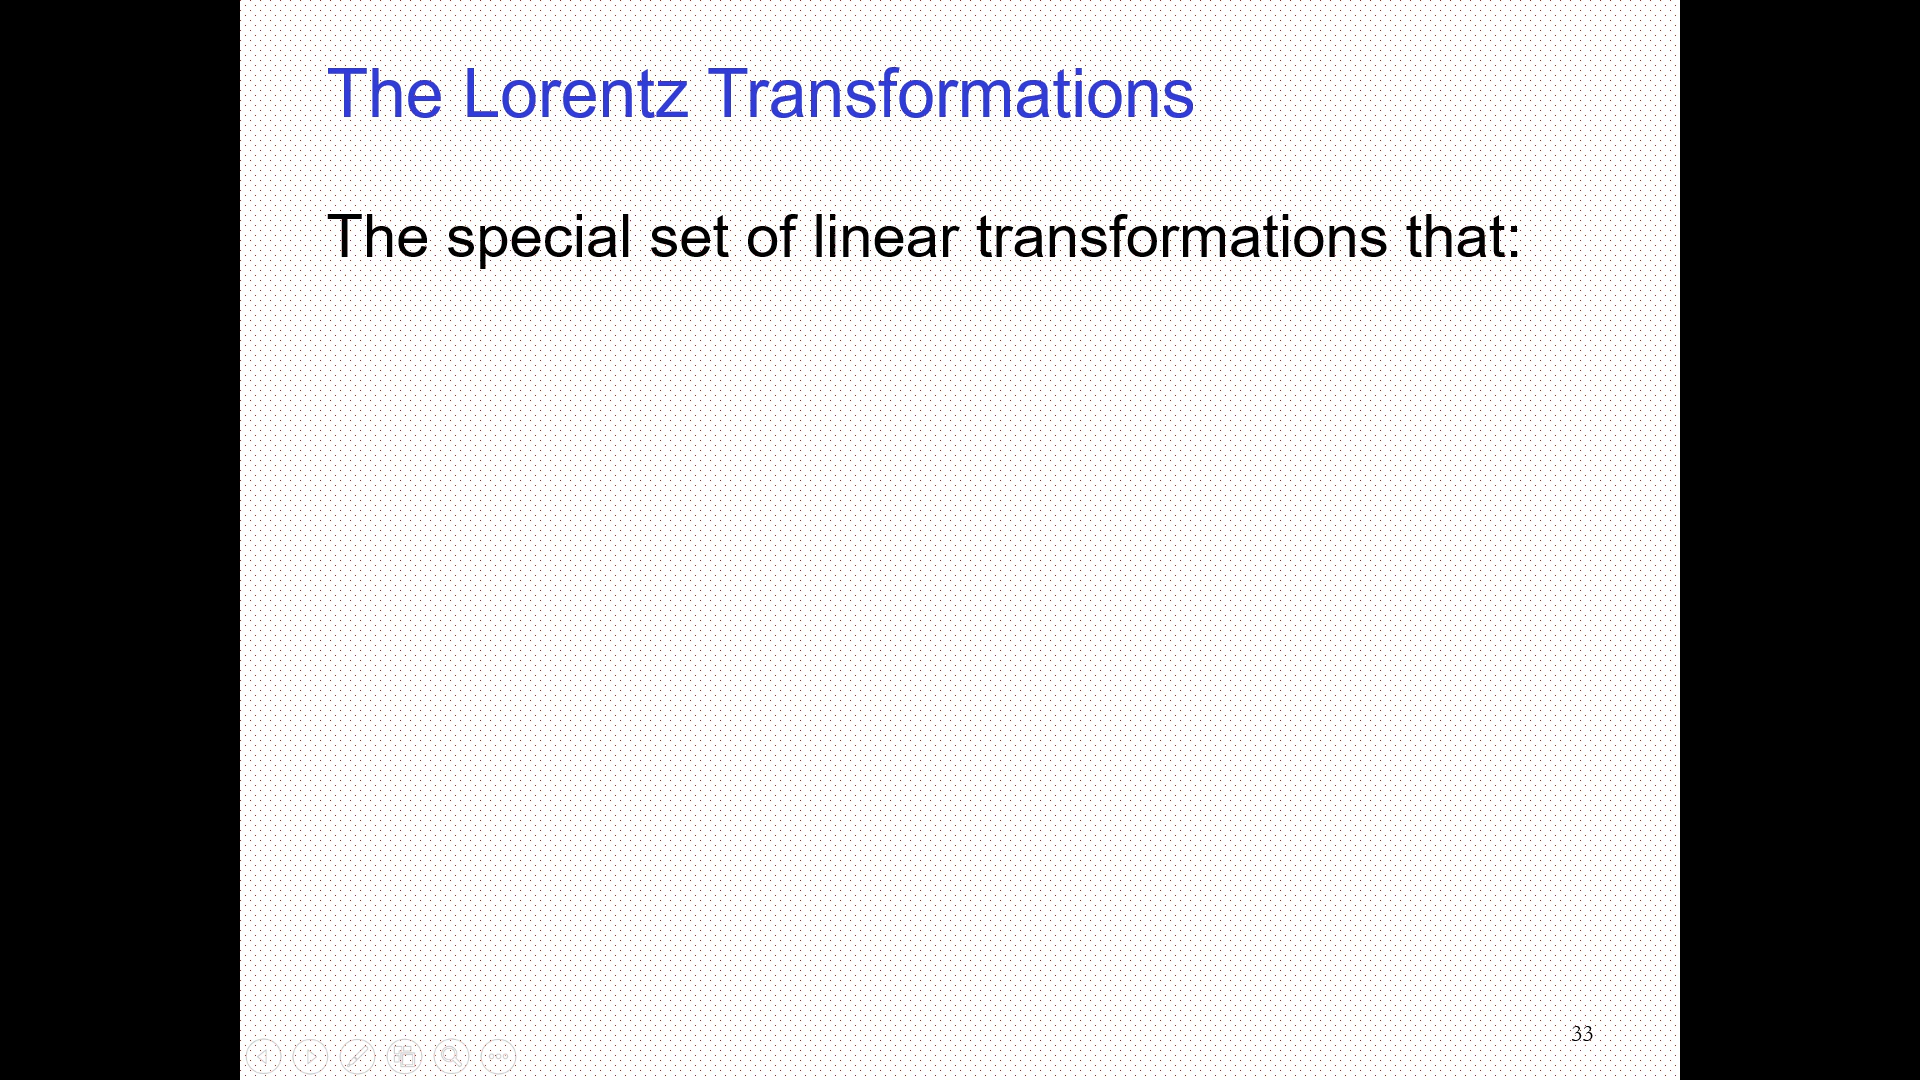 The Lorentz Transformations
The special set of linear transformations that:
33